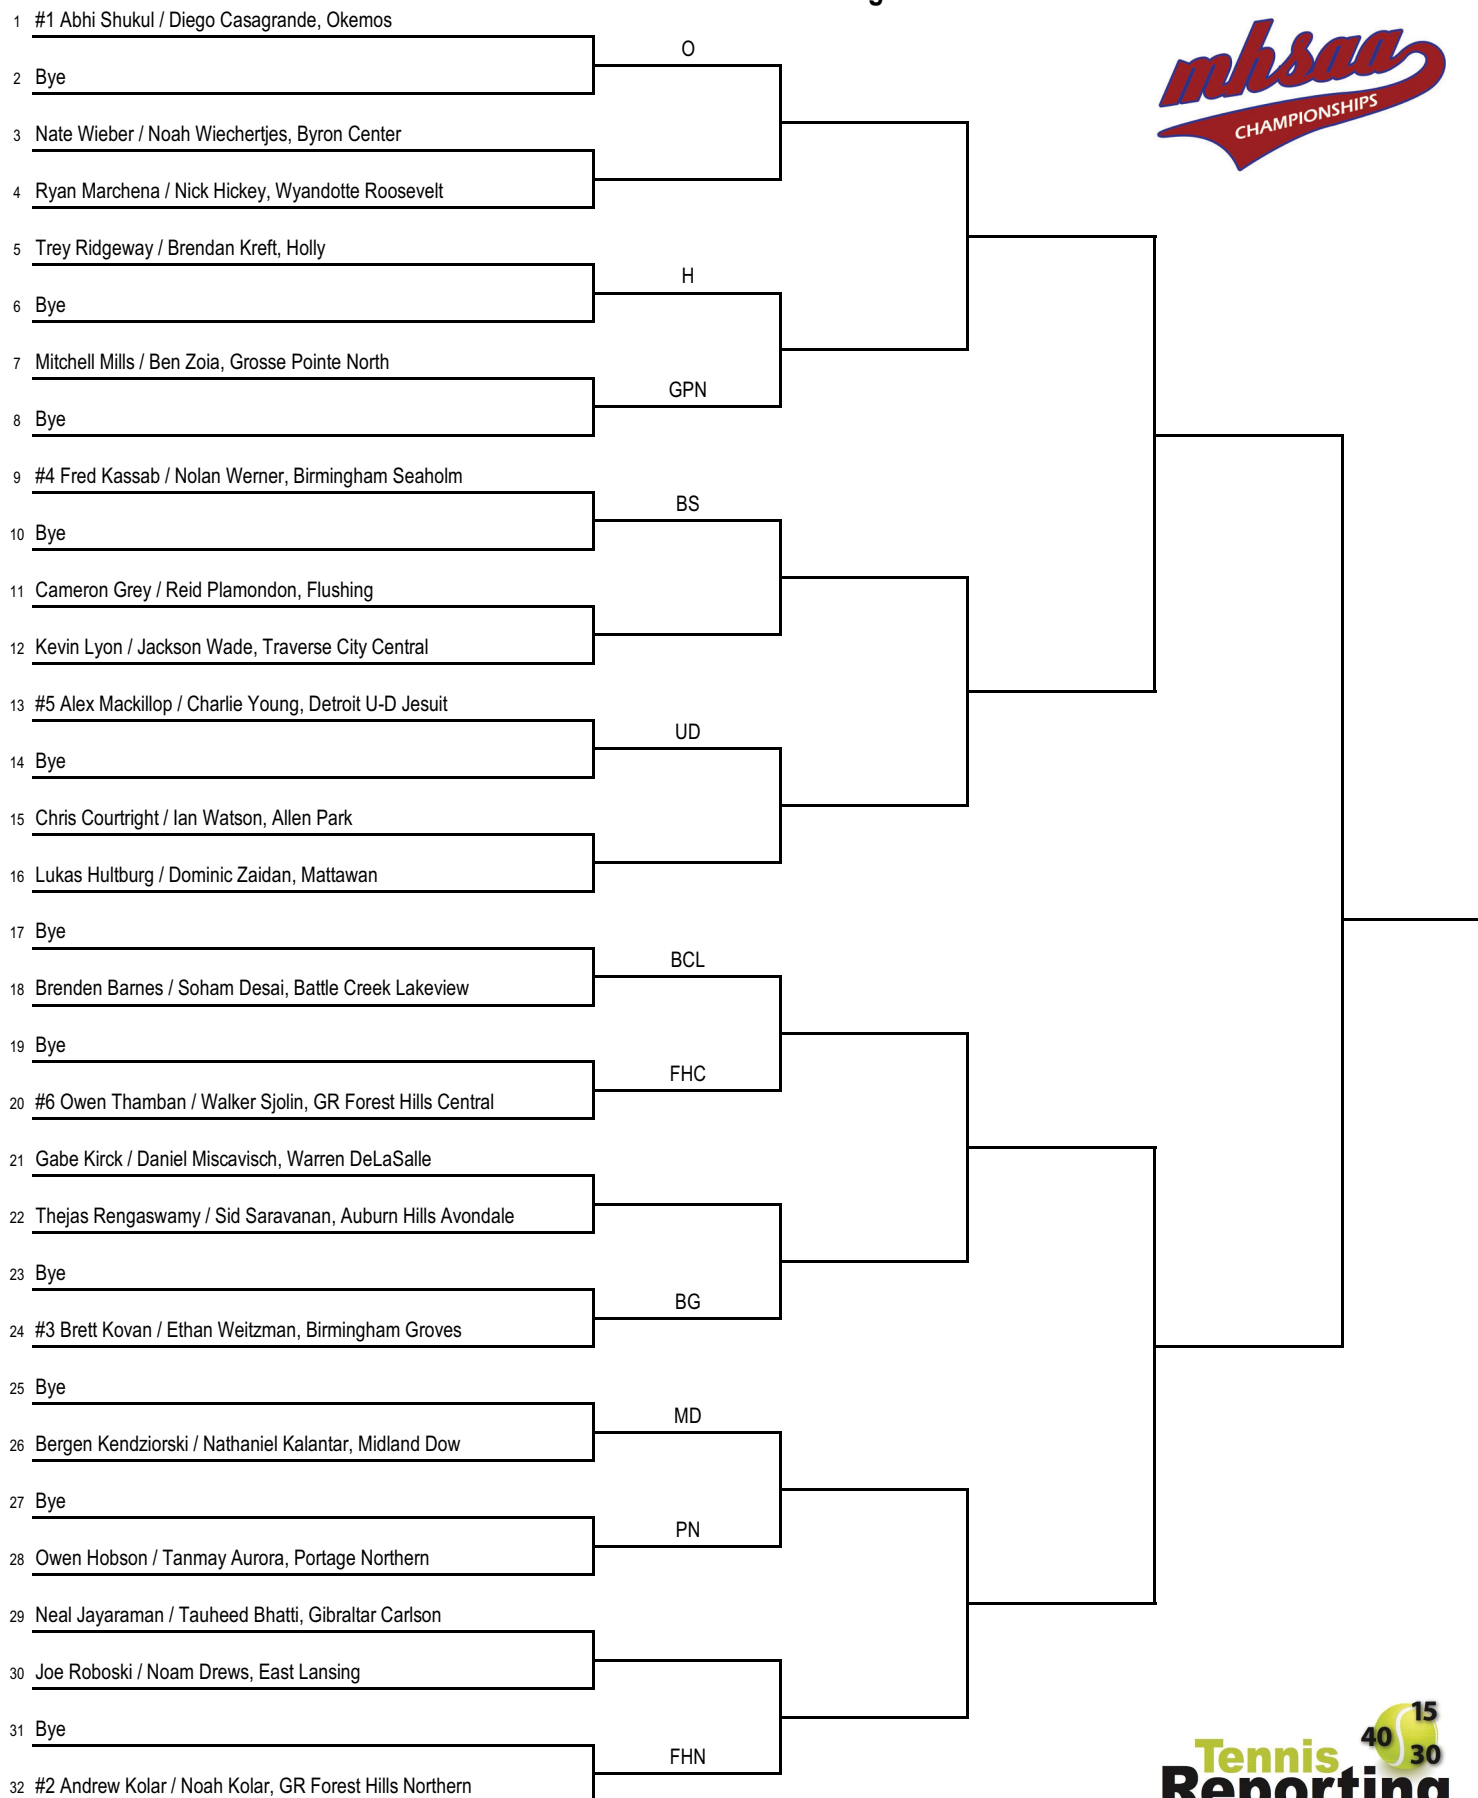 1 #1 Abhi Shukul / Diego Casagrande, Okemos
O
2 Bye
3 Nate Wieber / Noah Wiechertjes, Byron Center
4 Ryan Marchena / Nick Hickey, Wyandotte Roosevelt
5 Trey Ridgeway / Brendan Kreft, Holly
H
6 Bye
7 Mitchell Mills / Ben Zoia, Grosse Pointe North
GPN
8 Bye
9 #4 Fred Kassab / Nolan Werner, Birmingham Seaholm
BS
10 Bye
11 Cameron Grey / Reid Plamondon, Flushing
12 Kevin Lyon / Jackson Wade, Traverse City Central
13 #5 Alex Mackillop / Charlie Young, Detroit U-D Jesuit
UD
14 Bye
15 Chris Courtright / Ian Watson, Allen Park
16 Lukas Hultburg / Dominic Zaidan, Mattawan
17 Bye
BCL
18 Brenden Barnes / Soham Desai, Battle Creek Lakeview
19 Bye
FHC
20 #6 Owen Thamban / Walker Sjolin, GR Forest Hills Central
21 Gabe Kirck / Daniel Miscavisch, Warren DeLaSalle
22 Thejas Rengaswamy / Sid Saravanan, Auburn Hills Avondale
23 Bye
BG
24 #3 Brett Kovan / Ethan Weitzman, Birmingham Groves
25 Bye
MD
26 Bergen Kendziorski / Nathaniel Kalantar, Midland Dow
27 Bye
PN
28 Owen Hobson / Tanmay Aurora, Portage Northern
29 Neal Jayaraman / Tauheed Bhatti, Gibraltar Carlson
30 Joe Roboski / Noam Drews, East Lansing
31 Bye
FHN
32 #2 Andrew Kolar / Noah Kolar, GR Forest Hills Northern
mhsaa
CHAMPIONSHIPS
15
40
30
Tennis
Reporting